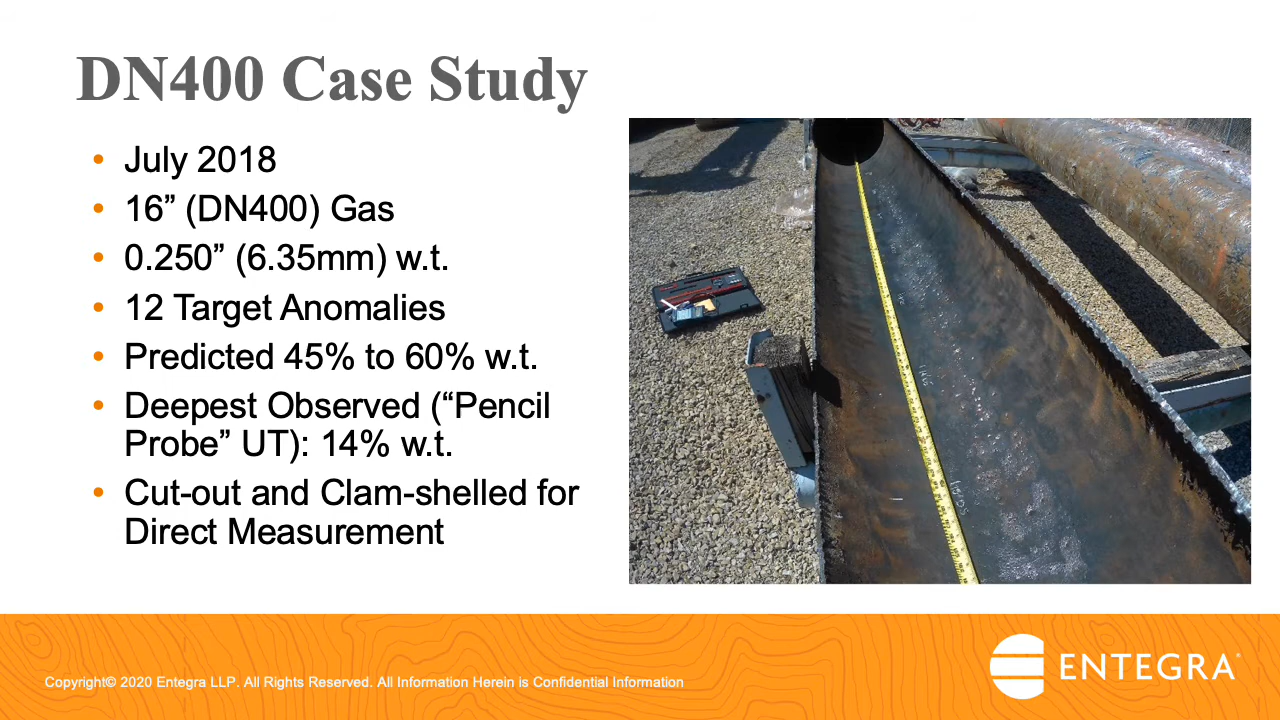 DN400 Case Study
• July 2018
• 16” (DN400) Gas
• 0.250” (6.35mm) w.t.
• 12 Target Anomalies
• Predicted 45% to 60% w.t.
• Deepest Observed (“Pencil
Probe” UT): 14% w.t.
• Cut-out and Clam-shelled for
Direct Measurement
Copyright© 2020 Entegra LLP. All Rights Reserved. All Information Herein is Confidential Information
ENTEGRA®